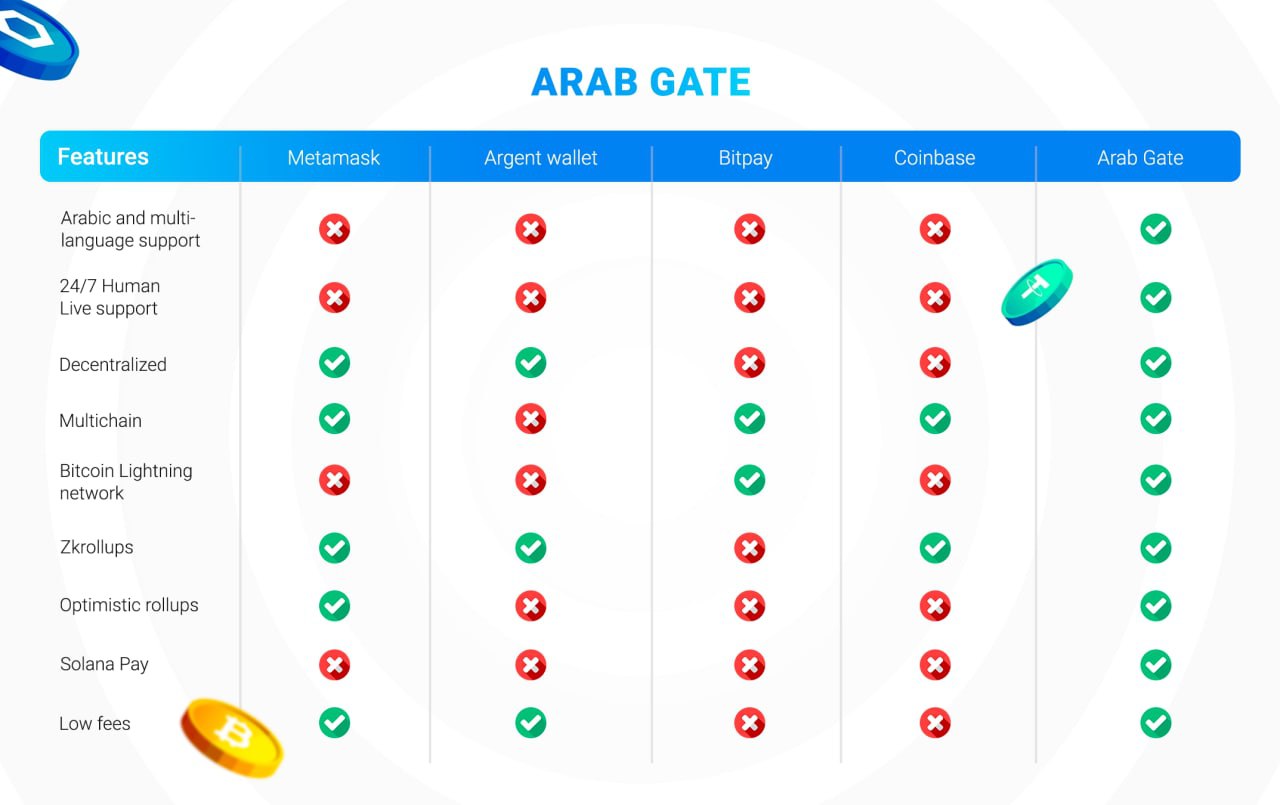 ARAB GATE
Features Metamask Argent wallet Bitpay Coinbase Arab Gate
Arabic and multi-
language support
24/7 Human
Live support
Decentralized
Multichain
Bitcoin Lightning
network
Zkrollups
Optimistic rollups
Solana Pay
Low fees